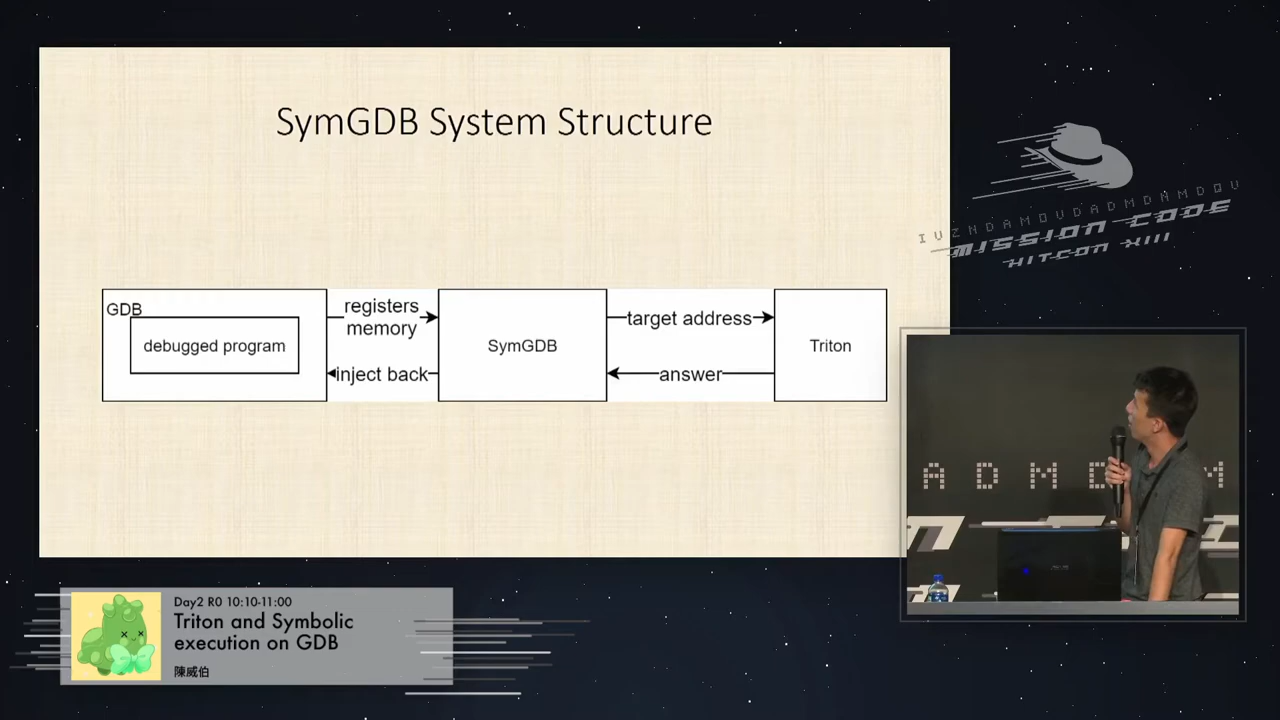 SymGDB System Structure
GDB
debugged program
registers
memory
inject back
SymGDB
target address
answer
Triton
IVZNDAMOVDADMDNMDQV
MISSION CODE
HITCON XIII
A D M D M
Day2 R0 10:10-11:00
Triton and Symbolic
execution on GDB
陳威伯